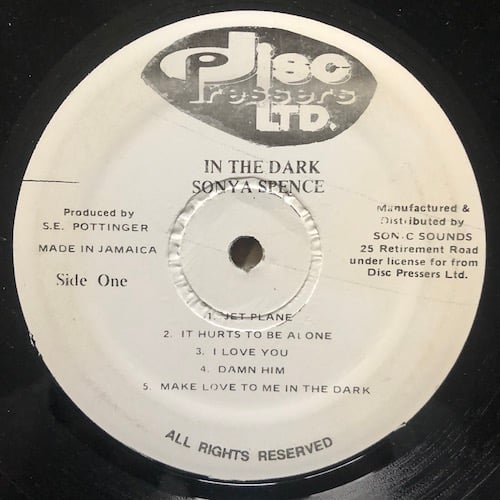 Disc
Pressers
LTD.
IN THE DARK
SONYA SPENCE
Produced by
S.E. POTTINGER
MADE IN JAMAICA
Side One
Manufactured &
Distributed by
SONIC SOUNDS
25 Retirement Road
under license for from
Disc Pressers Ltd.
1. JET PLANE
2. IT HURTS TO BE ALONE
3. I LOVE YOU
4. DAMN HIM
5. MAKE LOVE TO ME IN THE DARK
ALL RIGHTS RESERVED